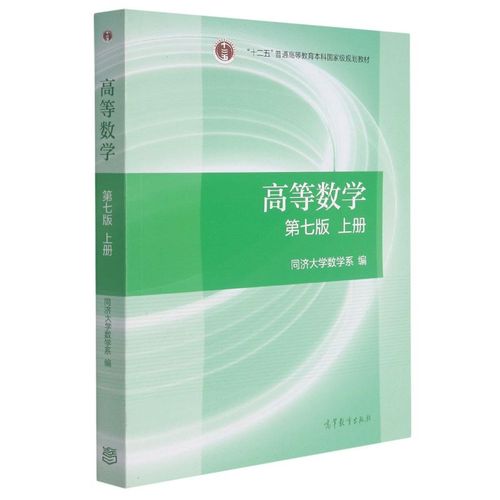 "十二五"普通高等教育本科国家级规划教材
高等数学
第七版 上册
同济大学数学系 编
高等教育出版社
高等数学
第七版 上册
同济大学数学系 编